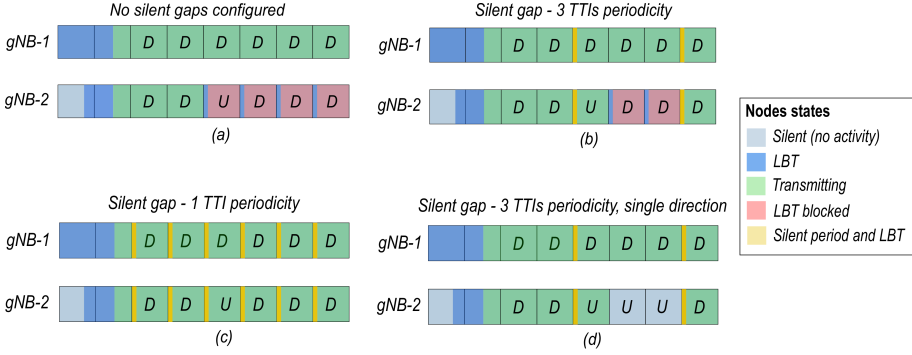 No silent gaps configured
gNB-1 D D D D D D
gNB-2 D D U D D D
(a)
Silent gap - 3 TTIs periodicity
gNB-1 D D D D D D
gNB-2 D D U D D D
(b)
Silent gap - 1 TTI periodicity
gNB-1 D D D D D D
gNB-2 D D U D D D
(c)
Silent gap - 3 TTIs periodicity, single direction
gNB-1 D D D D D D
gNB-2 D D U U U D
(d)
Nodes states
Silent (no activity)
LBT
Transmitting
LBT blocked
Silent period and LBT